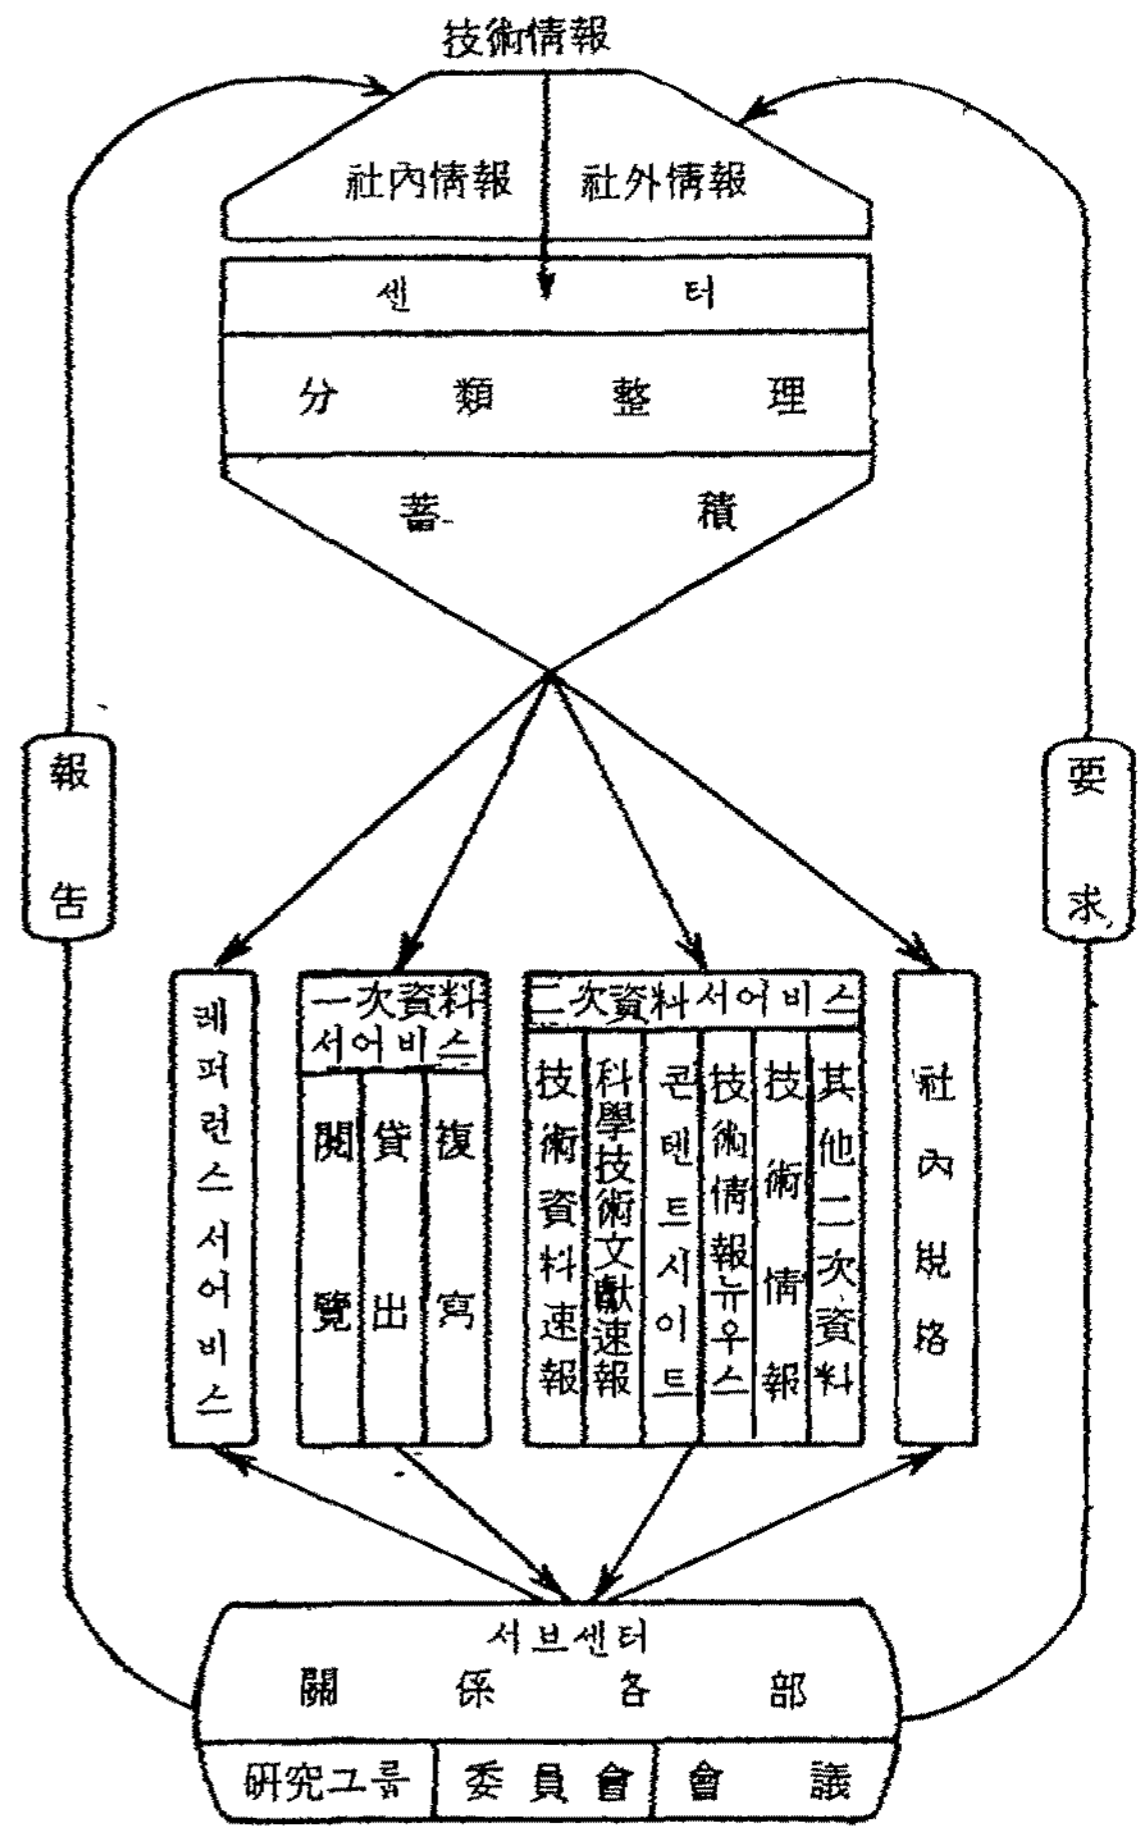 技術情報
社內情報
社外情報
센터
分類整理
蓄積
報告
要求
레퍼런스서어비스
一次資料
서어비스
閱覽
貸出
複寫
二次資料서어비스
技術資料速報
科學技術文獻速報
콘텐트시이트
技術情報뉴우스
技術情報
其他二次資料
社內規格
서브센터
關係各部
硏究그룹
委員會
會議